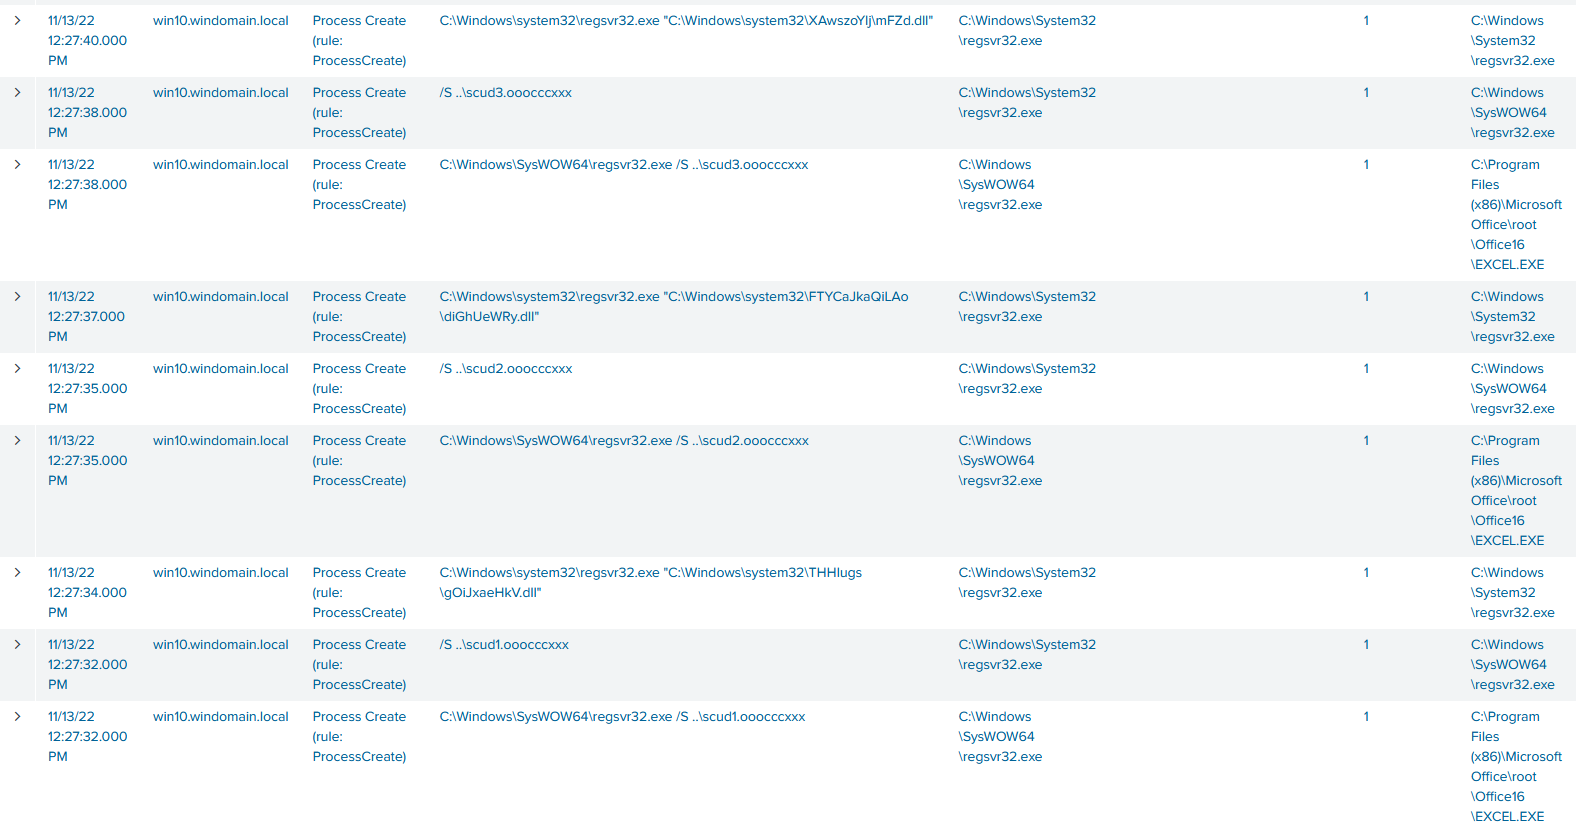 11/13/22 win10.windomain.local Process Create C:\Windows\system32\regsvr32.exe "C:\Windows\system32\XAwszoYlj\mFZd.dll" C:\Windows\System32 1 C:\Windows
12:27:40.000 (rule: \regsvr32.exe \System32
PM ProcessCreate) \regsvr32.exe
11/13/22 win10.windomain.local Process Create /S ..\scud3.ooocccxxx C:\Windows\System32 1 C:\Windows
12:27:38.000 (rule: \regsvr32.exe \SysWOW64
PM ProcessCreate) \regsvr32.exe
11/13/22 win10.windomain.local Process Create C:\Windows\SysWOW64\regsvr32.exe /S ..\scud3.ooocccxxx C:\Windows 1 C:\Program
12:27:38.000 (rule: \SysWOW64 Files
PM ProcessCreate) \regsvr32.exe (x86)\Microsoft
Office\root
\Office16
\EXCEL.EXE
11/13/22 win10.windomain.local Process Create C:\Windows\system32\regsvr32.exe "C:\Windows\system32\FTYCaJkaQiLAo C:\Windows\System32 1 C:\Windows
12:27:37.000 (rule: \diGhUeWRy.dll" \regsvr32.exe \System32
PM ProcessCreate) \regsvr32.exe
11/13/22 win10.windomain.local Process Create /S ..\scud2.ooocccxxx C:\Windows\System32 1 C:\Windows
12:27:35.000 (rule: \regsvr32.exe \SysWOW64
PM ProcessCreate) \regsvr32.exe
11/13/22 win10.windomain.local Process Create C:\Windows\SysWOW64\regsvr32.exe /S ..\scud2.ooocccxxx C:\Windows 1 C:\Program
12:27:35.000 (rule: \SysWOW64 Files
PM ProcessCreate) \regsvr32.exe (x86)\Microsoft
Office\root
\Office16
\EXCEL.EXE
11/13/22 win10.windomain.local Process Create C:\Windows\system32\regsvr32.exe "C:\Windows\system32\THHIugs C:\Windows\System32 1 C:\Windows
12:27:34.000 (rule: \gOiJxaeHkV.dll" \regsvr32.exe \System32
PM ProcessCreate) \regsvr32.exe
11/13/22 win10.windomain.local Process Create /S ..\scud1.ooocccxxx C:\Windows\System32 1 C:\Windows
12:27:32.000 (rule: \regsvr32.exe \SysWOW64
PM ProcessCreate) \regsvr32.exe
11/13/22 win10.windomain.local Process Create C:\Windows\SysWOW64\regsvr32.exe /S ..\scud1.ooocccxxx C:\Windows 1 C:\Program
12:27:32.000 (rule: \SysWOW64 Files
PM ProcessCreate) \regsvr32.exe (x86)\Microsoft
Office\root
\Office16
\EXCEL.EXE